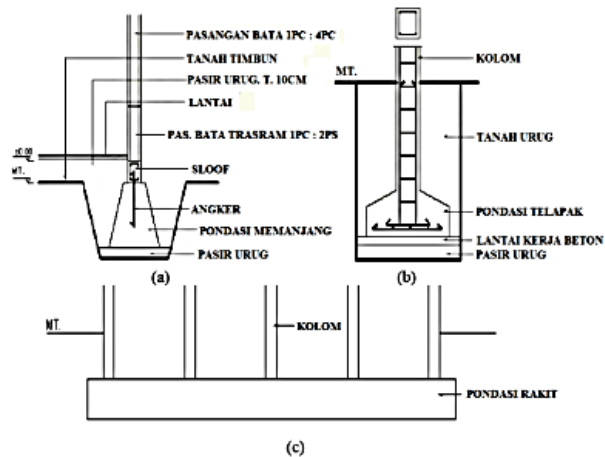 PASANGAN BATA 1PC : 4PC
TANAH TIMBUN
PASIR URUG. T. 10CM
LANTAI
PAS. BATA TRASRAM 1PC : 2PS
±0.00
MT.
SLOOF
ANGKER
PONDASI MEMANJANG
PASIR URUG
(a)
KOLOM
MT.
TANAH URUG
PONDASI TELAPAK
LANTAI KERJA BETON
PASIR URUG
(b)
MT.
KOLOM
PONDASI RAKIT
(c)